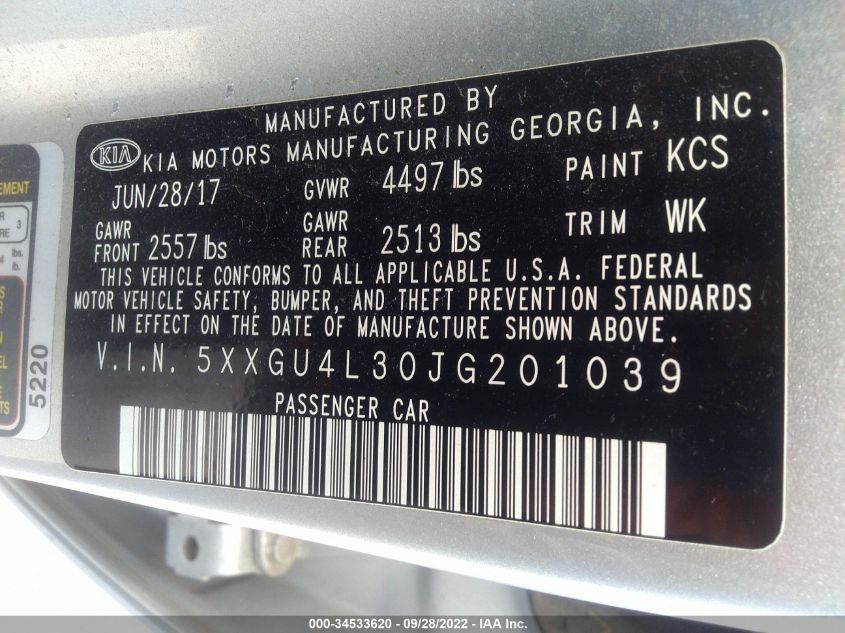 MANUFACTURED BY
KIA KIA MOTORS MANUFACTURING GEORGIA, INC.
JUN/28/17 GVWR 4497 lbs PAINT KCS
GAWR FRONT 2557 lbs GAWR REAR 2513 lbs TRIM WK
THIS VEHICLE CONFORMS TO ALL APPLICABLE U.S.A. FEDERAL
MOTOR VEHICLE SAFETY, BUMPER, AND THEFT PREVENTION STANDARDS
IN EFFECT ON THE DATE OF MANUFACTURE SHOWN ABOVE.
V.I.N. 5XXGU4L30JG201039
PASSENGER CAR
5220
3
lbs.
lb.
000-34533620 - 09/28/2022 - IAA Inc.